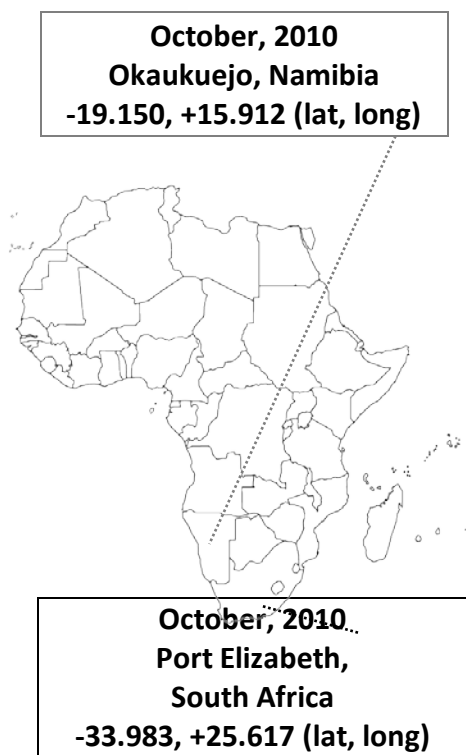 October, 2010
Okaukuejo, Namibia
-19.150, +15.912 (lat, long)
October, 2010
Port Elizabeth,
South Africa
-33.983, +25.617 (lat, long)